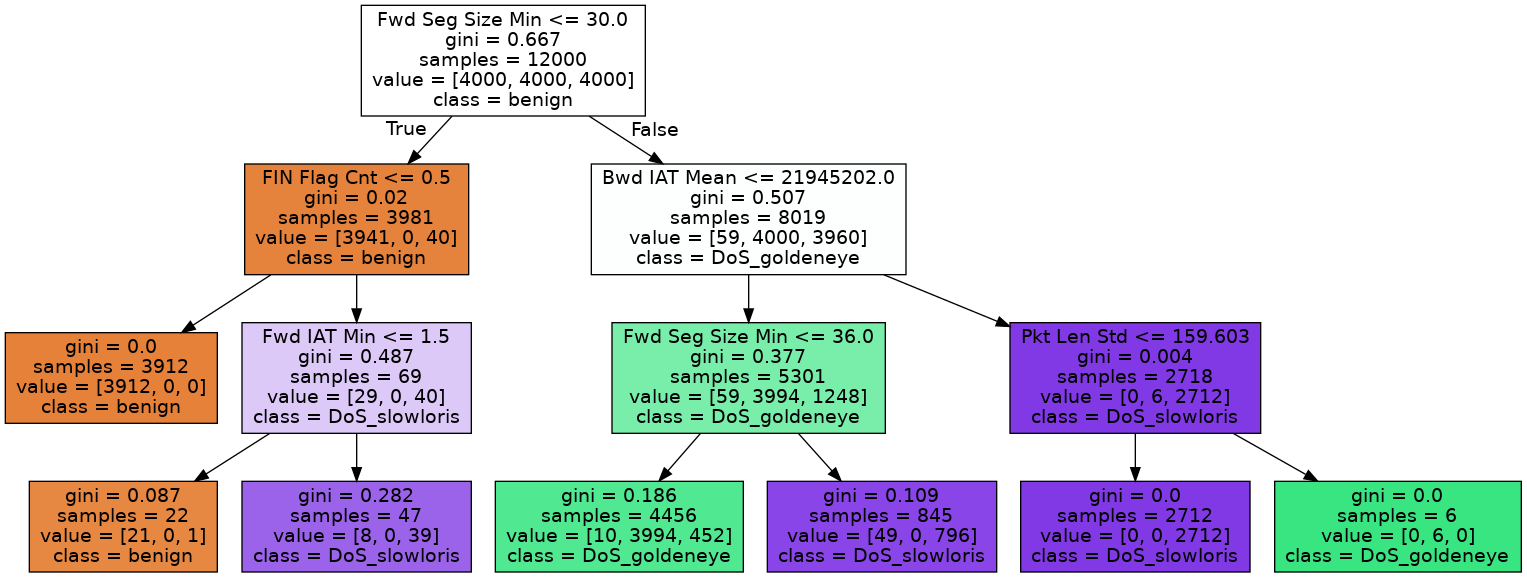 Fwd Seg Size Min <= 30.0
gini = 0.667
samples = 12000
value = [4000, 4000, 4000]
class = benign
True
False
FIN Flag Cnt <= 0.5
gini = 0.02
samples = 3981
value = [3941, 0, 40]
class = benign
Bwd IAT Mean <= 21945202.0
gini = 0.507
samples = 8019
value = [59, 4000, 3960]
class = DoS_goldeneye
gini = 0.0
samples = 3912
value = [3912, 0, 0]
class = benign
Fwd IAT Min <= 1.5
gini = 0.487
samples = 69
value = [29, 0, 40]
class = DoS_slowloris
Fwd Seg Size Min <= 36.0
gini = 0.377
samples = 5301
value = [59, 3994, 1248]
class = DoS_goldeneye
Pkt Len Std <= 159.603
gini = 0.004
samples = 2718
value = [0, 6, 2712]
class = DoS_slowloris
gini = 0.087
samples = 22
value = [21, 0, 1]
class = benign
gini = 0.282
samples = 47
value = [8, 0, 39]
class = DoS_slowloris
gini = 0.186
samples = 4456
value = [10, 3994, 452]
class = DoS_goldeneye
gini = 0.109
samples = 845
value = [49, 0, 796]
class = DoS_slowloris
gini = 0.0
samples = 2712
value = [0, 0, 2712]
class = DoS_slowloris
gini = 0.0
samples = 6
value = [0, 6, 0]
class = DoS_goldeneye